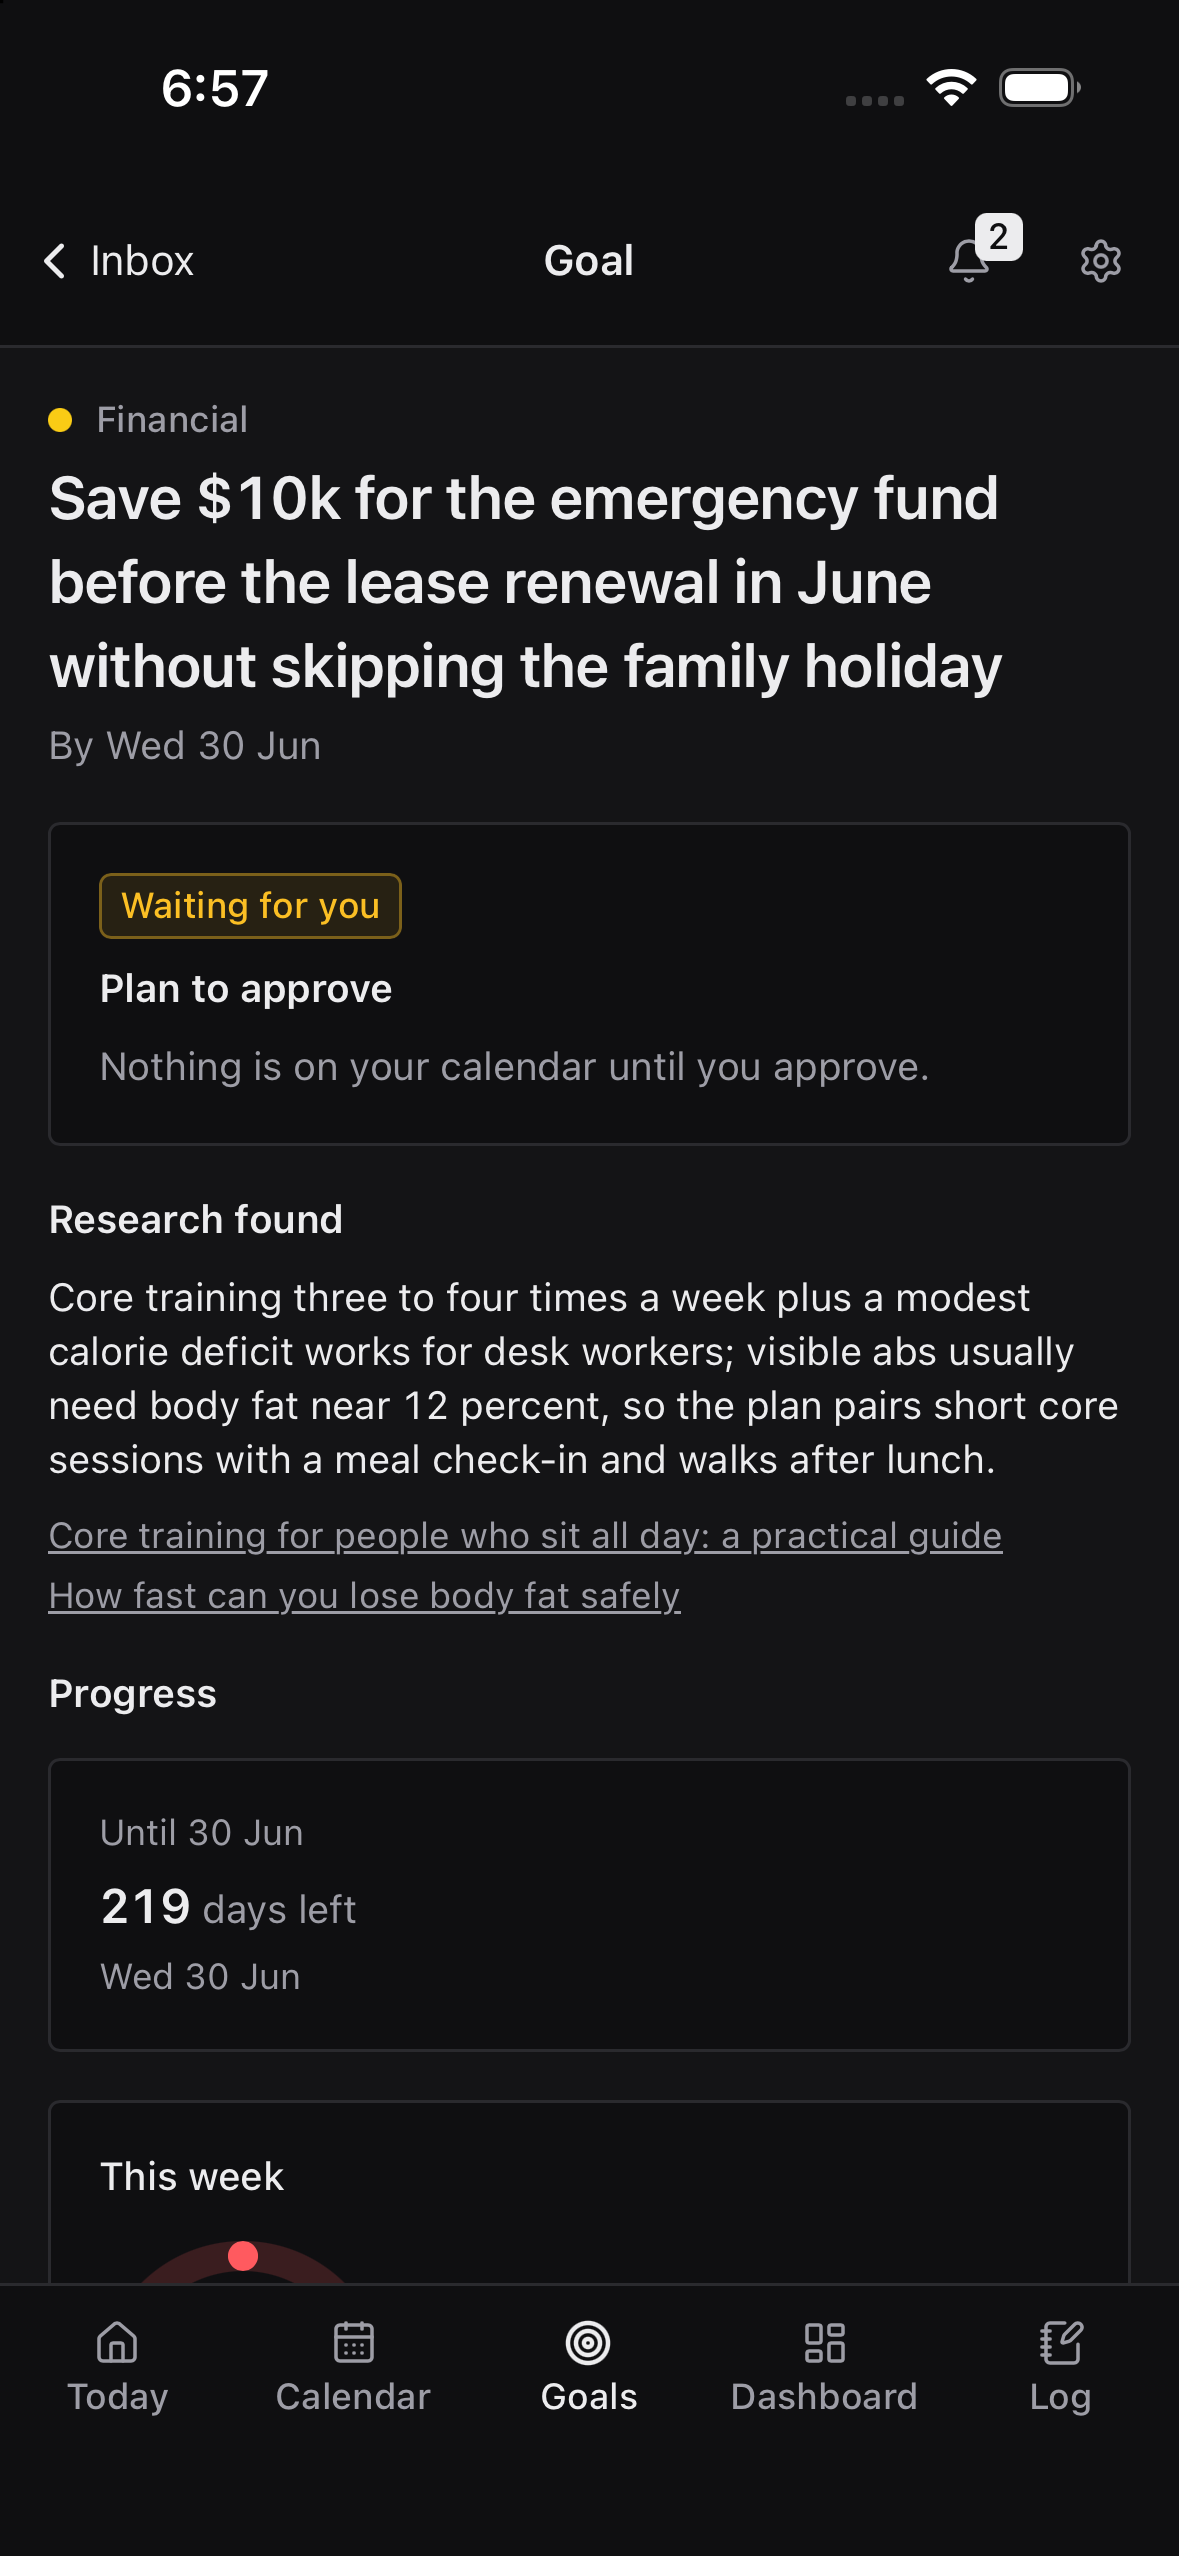 6:57
Inbox
Goal
2
Financial
Save $10k for the emergency fund
before the lease renewal in June
without skipping the family holiday
By Wed 30 Jun
Waiting for you
Plan to approve
Nothing is on your calendar until you approve.
Research found
Core training three to four times a week plus a modest
calorie deficit works for desk workers; visible abs usually
need body fat near 12 percent, so the plan pairs short core
sessions with a meal check-in and walks after lunch.
Core training for people who sit all day: a practical guide
How fast can you lose body fat safely
Progress
Until 30 Jun
219 days left
Wed 30 Jun
This week
Today
Calendar
Goals
Dashboard
Log